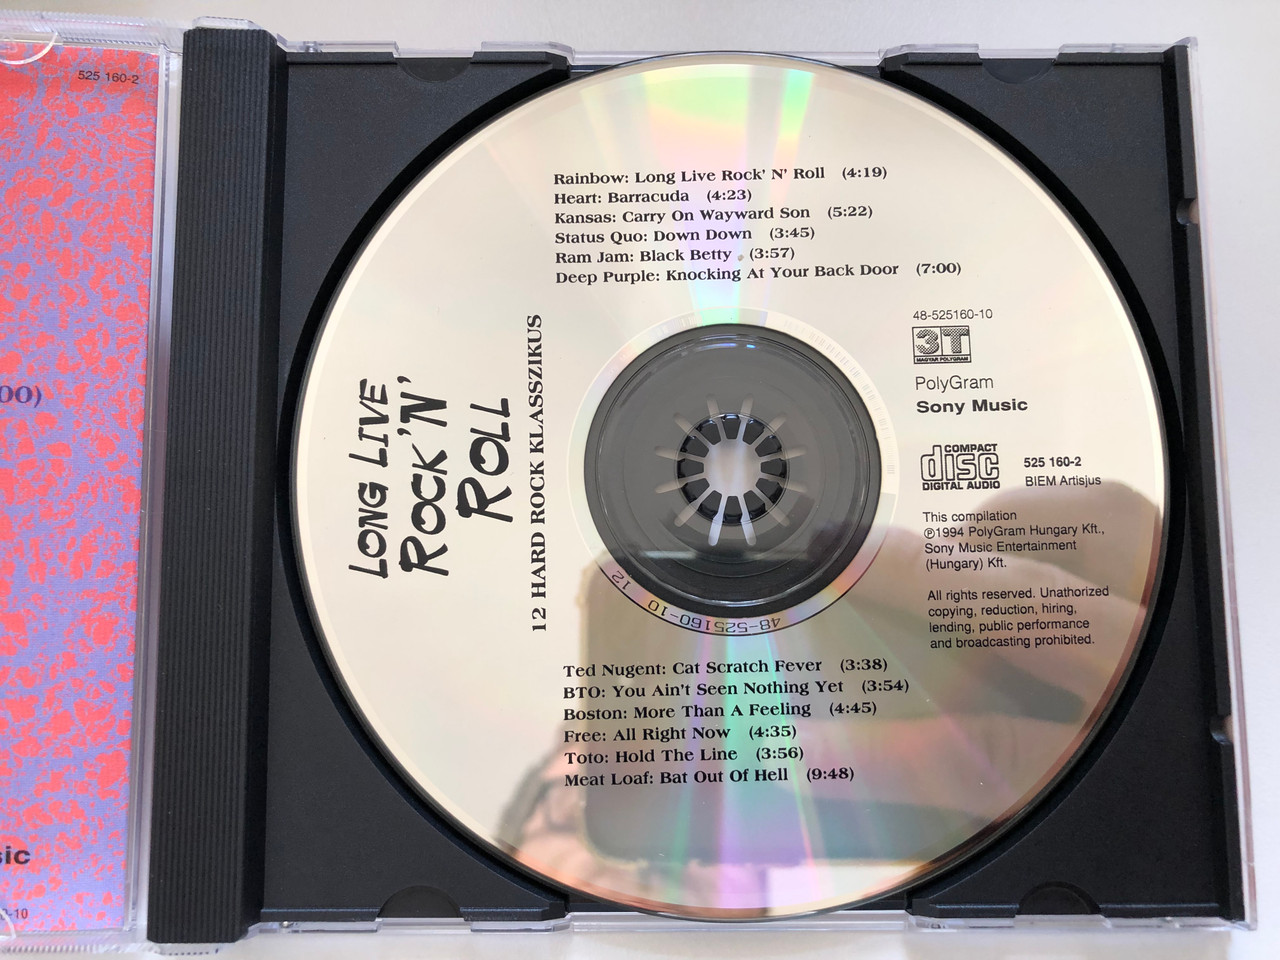 525 160-2
00)
sic
-10
Rainbow: Long Live Rock' N' Roll (4:19)
Heart: Barracuda (4:23)
Kansas: Carry On Wayward Son (5:22)
Status Quo: Down Down (3:45)
Ram Jam: Black Betty (3:57)
Deep Purple: Knocking At Your Back Door (7:00)
LONG LIVE
ROCK 'N'
ROLL
12 HARD ROCK KLASSZIKUS
48-525160-10
3T
MAGYAR POLYGRAM
PolyGram
Sony Music
COMPACT
disc
DIGITAL AUDIO
525 160-2
BIEM Artisjus
This compilation
℗1994 PolyGram Hungary Kft.,
Sony Music Entertainment
(Hungary) Kft.
All rights reserved. Unathorized
copying, reduction, hiring,
lending, public performance
and broadcasting prohibited.
48-525160-10 12
Ted Nugent: Cat Scratch Fever (3:38)
BTO: You Ain't Seen Nothing Yet (3:54)
Boston: More Than A Feeling (4:45)
Free: All Right Now (4:35)
Toto: Hold The Line (3:56)
Meat Loaf: Bat Out Of Hell (9:48)